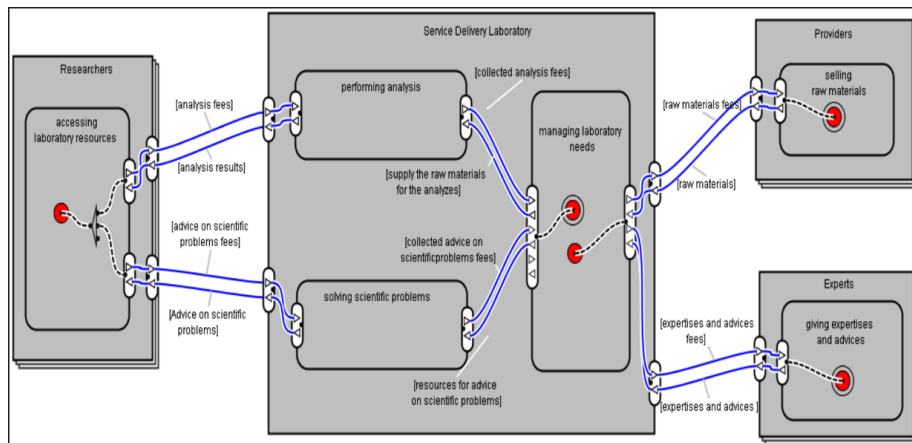 Service Delivery Laboratory
Providers
Researchers
performing analysis
[collected analysis fees]
selling
raw materials
accessing
laboratory resources
[analysis fees]
[raw materials fees]
managing laboratory
needs
[analysis results]
[supply the raw materials
for the analyzes]
[raw materials]
[advice on scientific
problems fees]
[collected advice on
scientificproblems fees]
Experts
solving scientific problems
[Advice on scientific
problems]
[expertises and advices
fees]
giving expertises
and advices
[resources for advice
on scientific problems]
[expertises and advices ]